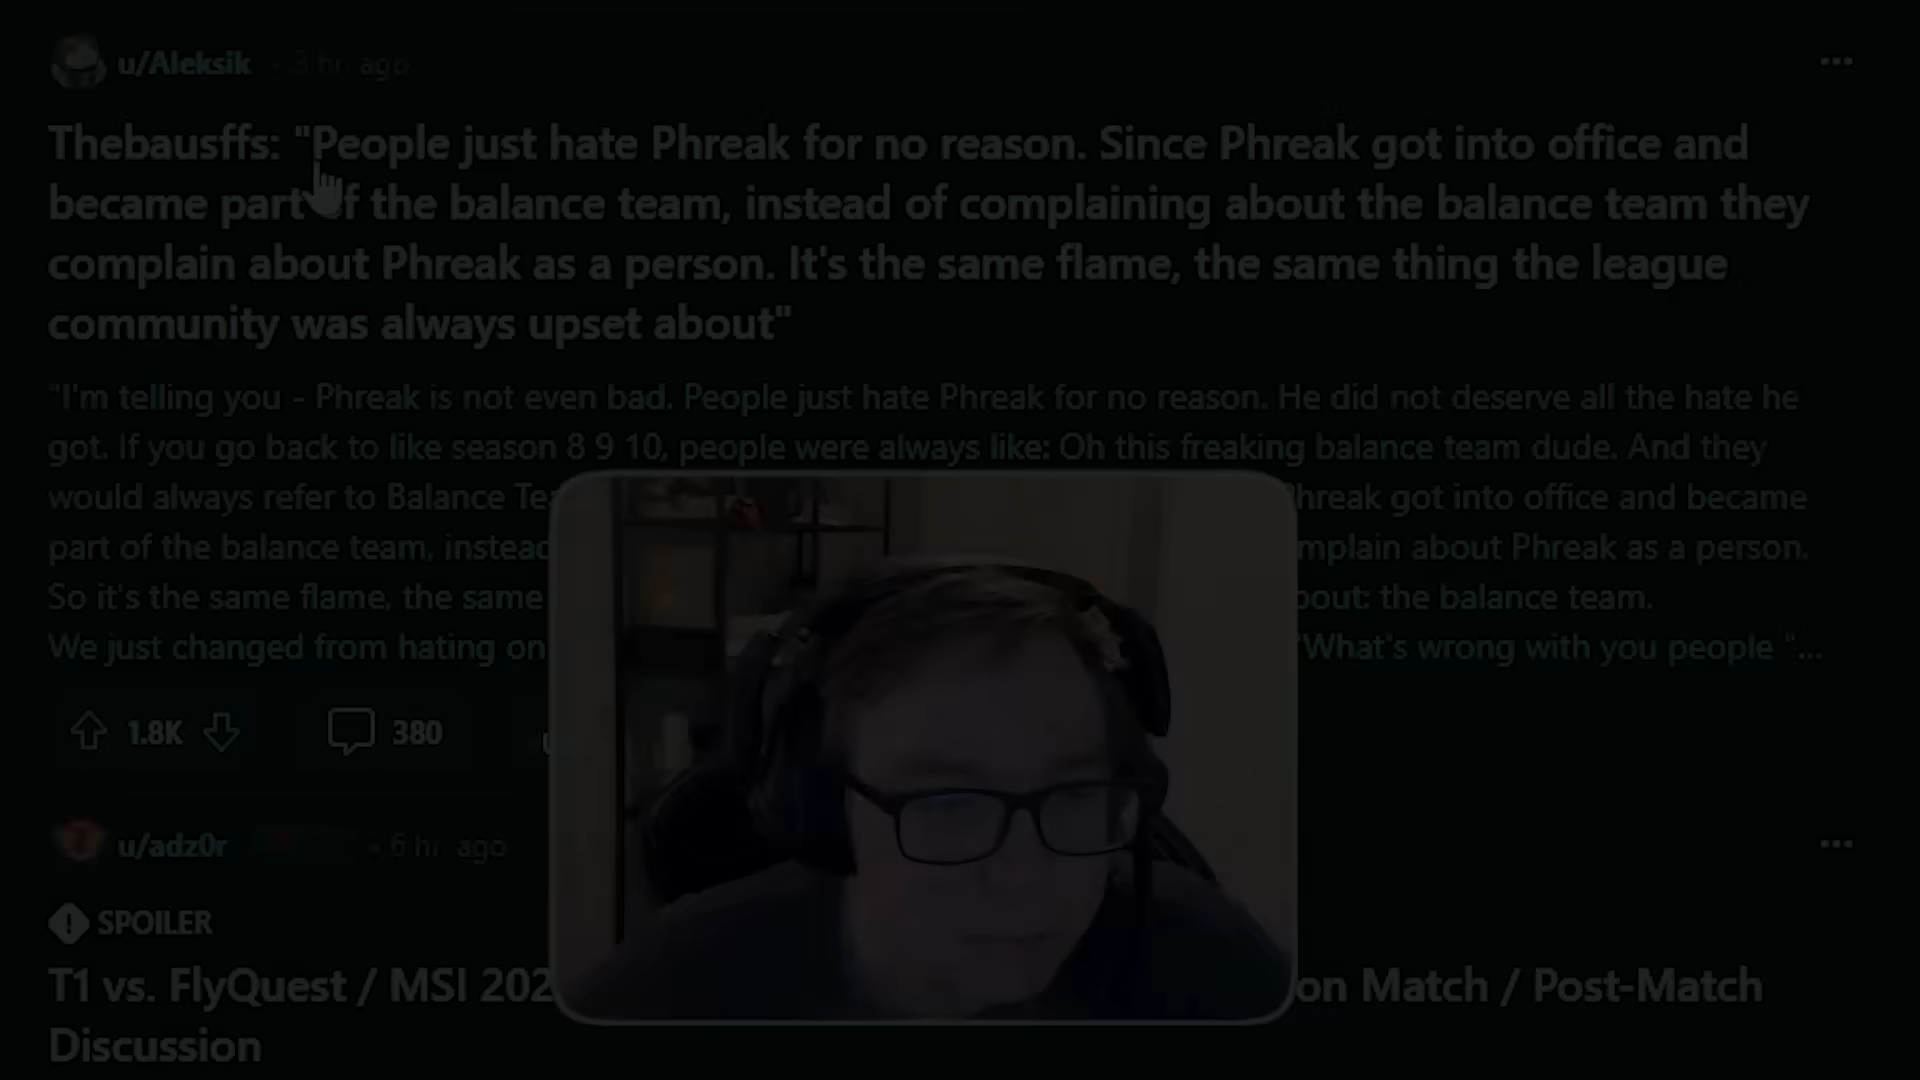 u/Aleksik • 3 hr. ago
Thebausffs: "People just hate Phreak for no reason. Since Phreak got into office and
became part of the balance team, instead of complaining about the balance team they
complain about Phreak as a person. It's the same flame, the same thing the league
community was always upset about"
"I'm telling you - Phreak is not even bad. People just hate Phreak for no reason. He did not deserve all the hate he
got. If you go back to like season 8 9 10, people were always like: Oh this freaking balance team dude. And they
would always refer to Balance Phreak got into office and became
part of the balance team, complain about Phreak as a person.
So it's the same flame, the same about: the balance team.
We just changed from hating on "What's wrong with you people "...
1.8K 380
u/adz0r • 6 hr. ago
SPOILER
T1 vs. FlyQuest / MSI on Match / Post-Match
Discussion